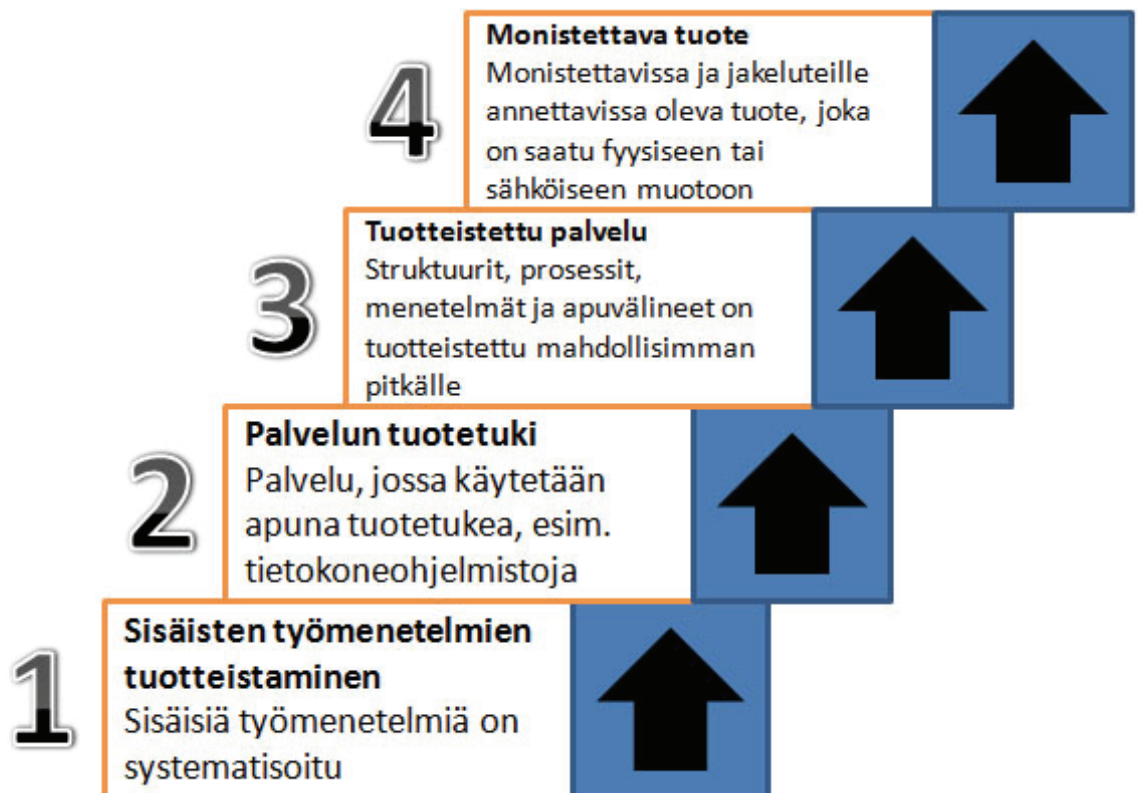 4
Monistettava tuote
Monistettavissa ja jakeluteille
annettavissa oleva tuote, joka
on saatu fyysiseen tai
sähköiseen muotoon
3
Tuotteistettu palvelu
Struktuurit, prosessit,
menetelmät ja apuvälineet on
tuotteistettu mahdollisimman
pitkälle
2
Palvelun tuotetuki
Palvelu, jossa käytetään
apuna tuotetukea, esim.
tietokoneohjelmistoja
1
Sisäisten työmenetelmien
tuotteistaminen
Sisäisiä työmenetelmiä on
systematisoitu